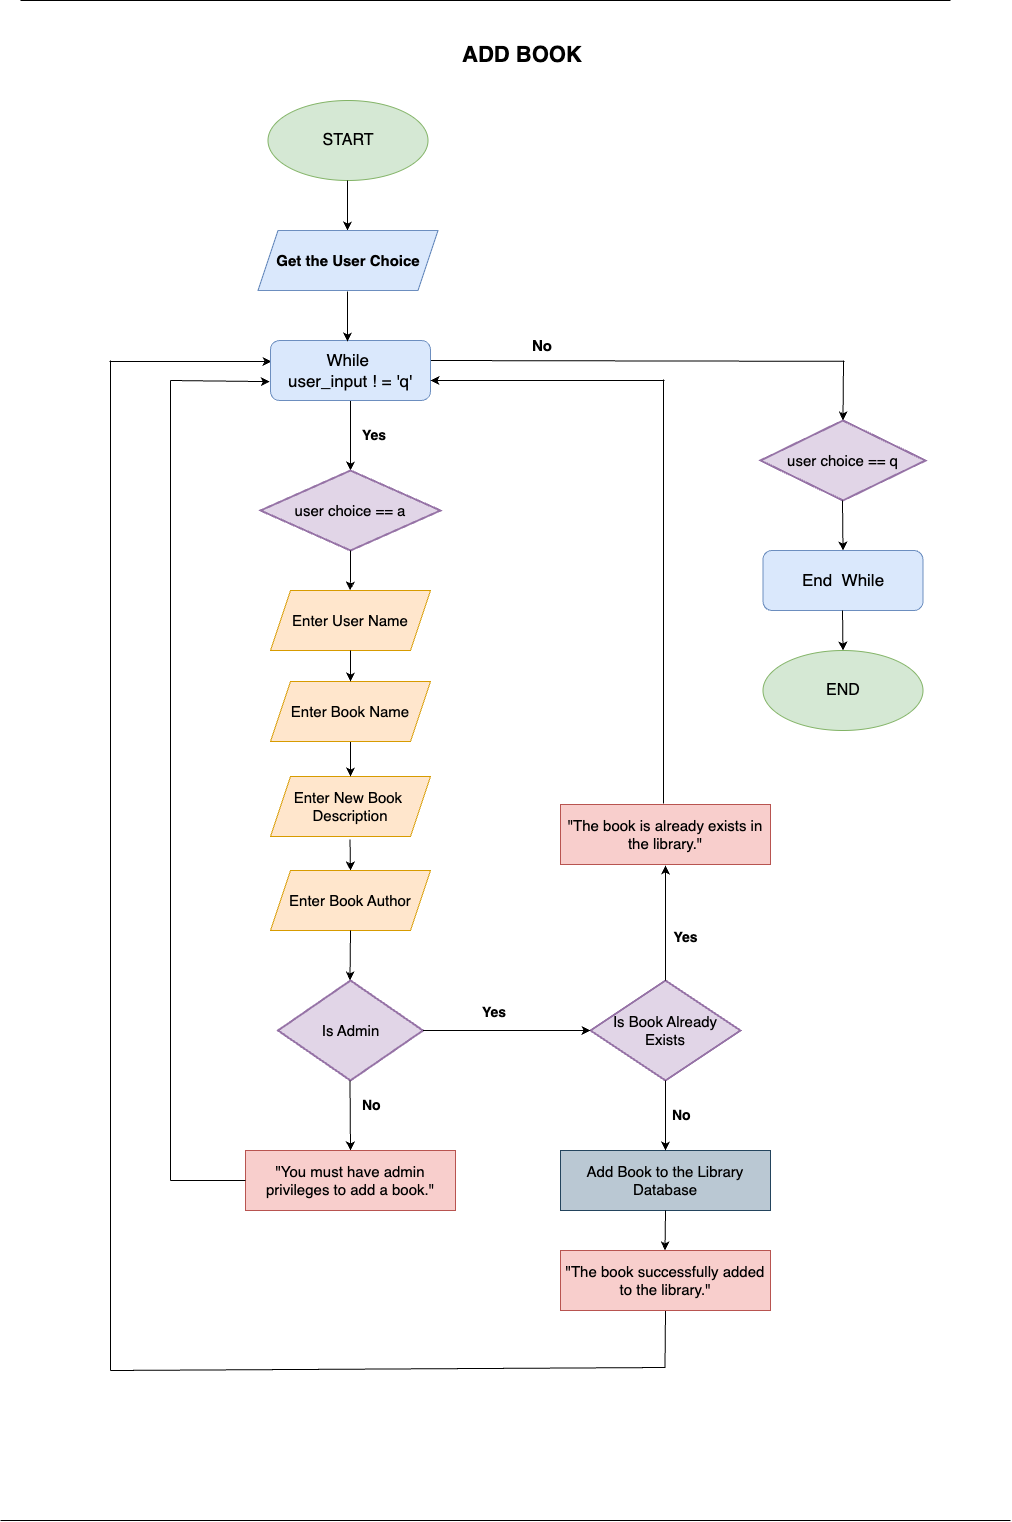 ADD BOOK
START
Get the User Choice
While
user_input ! = 'q'
No
Yes
user choice == q
user choice == a
End  While
Enter User Name
END
Enter Book Name
Enter New Book
Description
"The book is already exists in
the library."
Enter Book Author
Yes
Is Admin
Yes
Is Book Already
Exists
No
No
"You must have admin
privileges to add a book."
Add Book to the Library
Database
"The book successfully added
to the library."